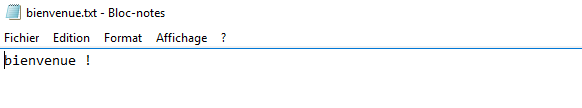 bienvenue.txt - Bloc-notes
Fichier Edition Format Affichage ?
bienvenue !